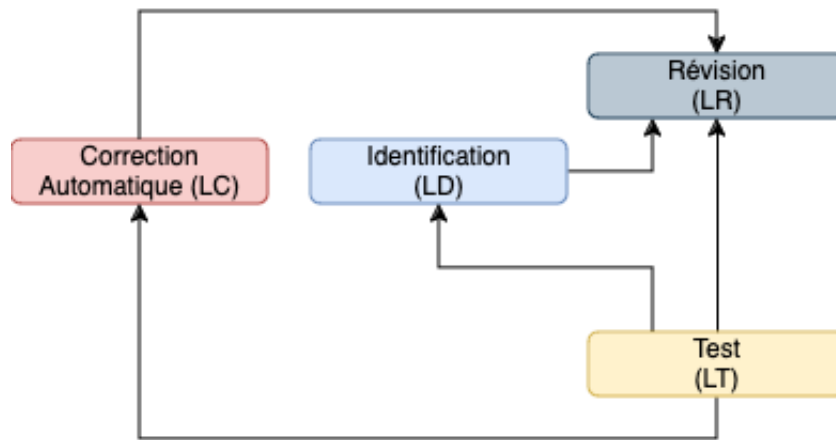 Révision
(LR)
Correction
Automatique (LC)
Identification
(LD)
Test
(LT)